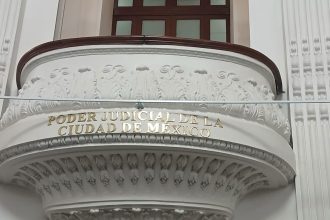 PODER JUDICIAL DE LA
CIUDAD DE MÉXICO